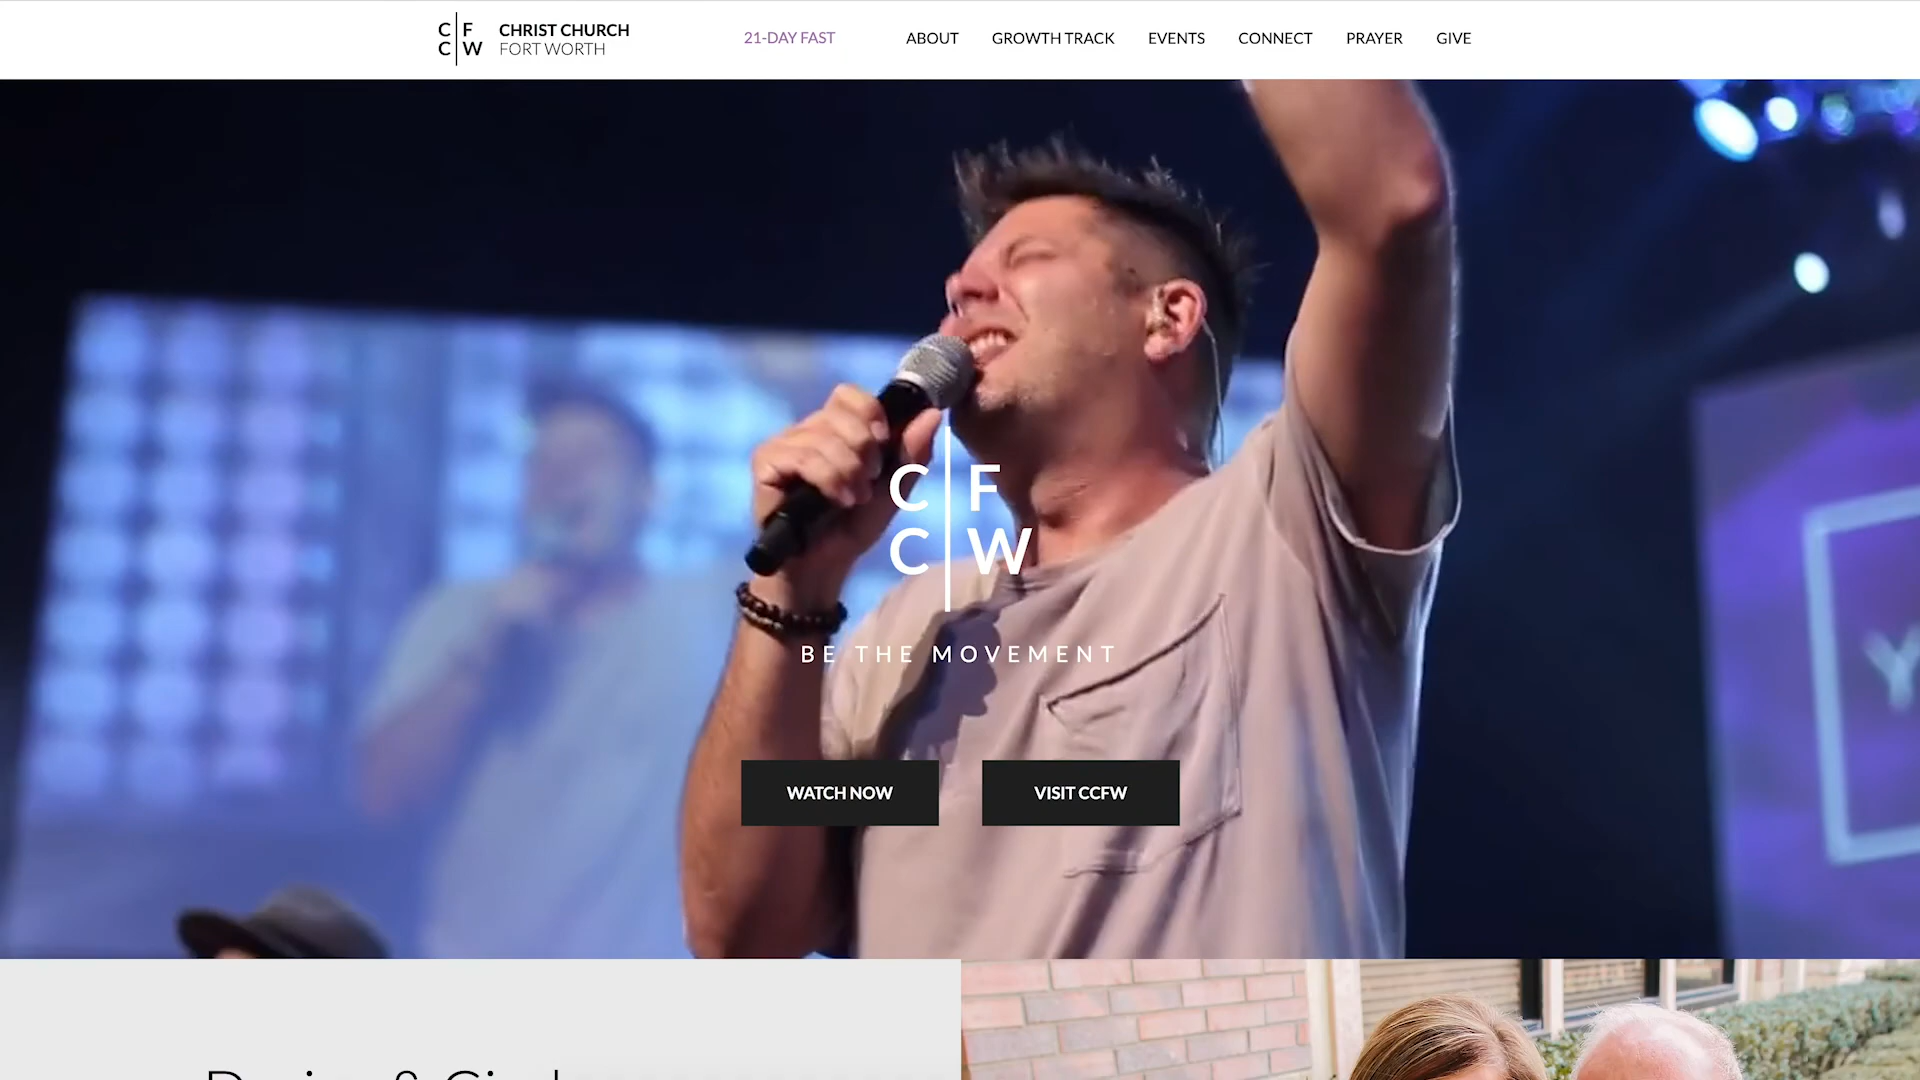 C F
C W
CHRIST CHURCH
FORT WORTH
21-DAY FAST
ABOUT
GROWTH TRACK
EVENTS
CONNECT
PRAYER
GIVE
C F
C W
BE THE MOVEMENT
WATCH NOW
VISIT CCFW